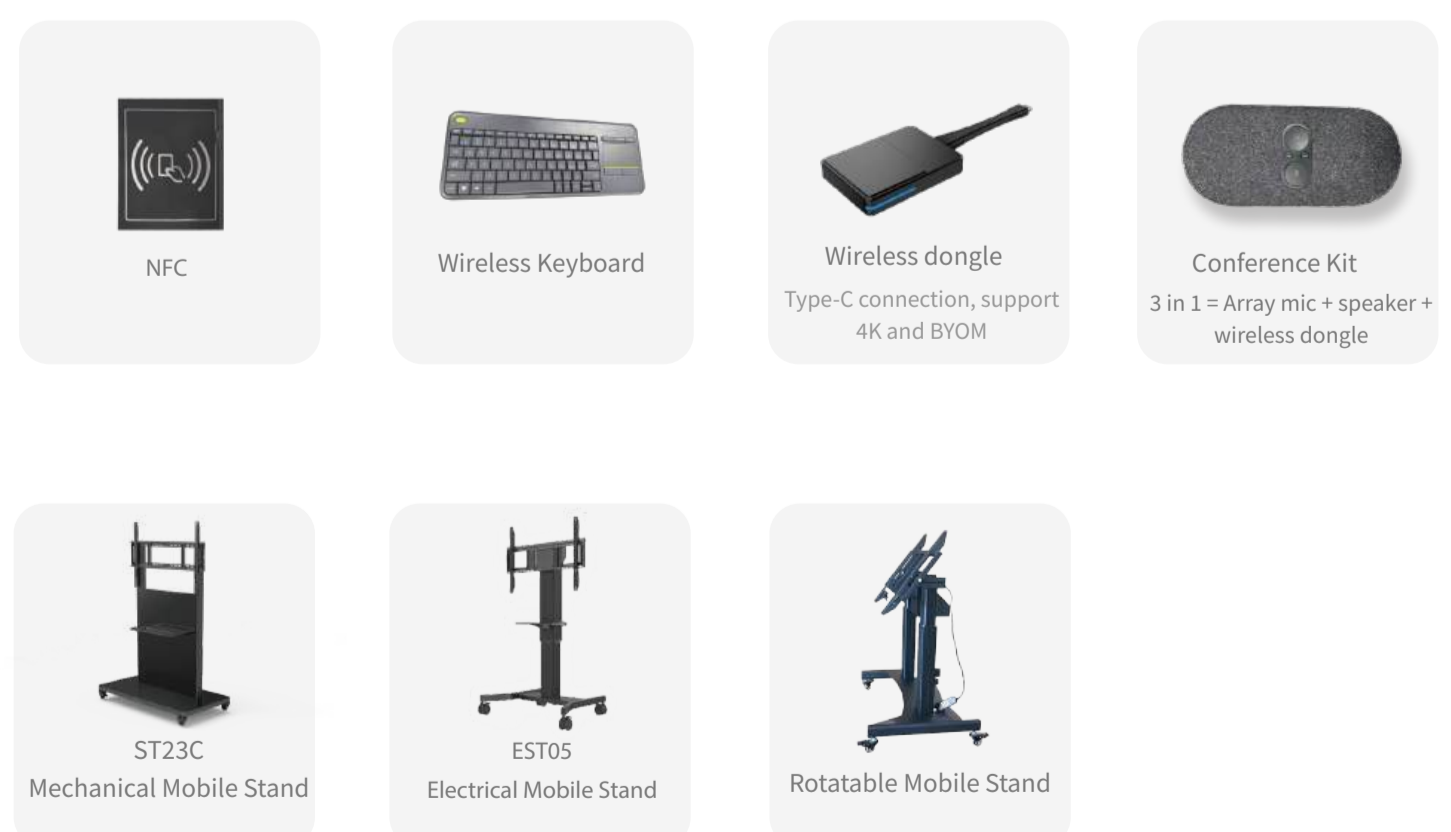 NFC
Wireless Keyboard
Wireless dongle
Type-C connection, support
4K and BYOM
Conference Kit
3 in 1 = Array mic + speaker +
wireless dongle
ST23C
Mechanical Mobile Stand
EST05
Electrical Mobile Stand
Rotatable Mobile Stand